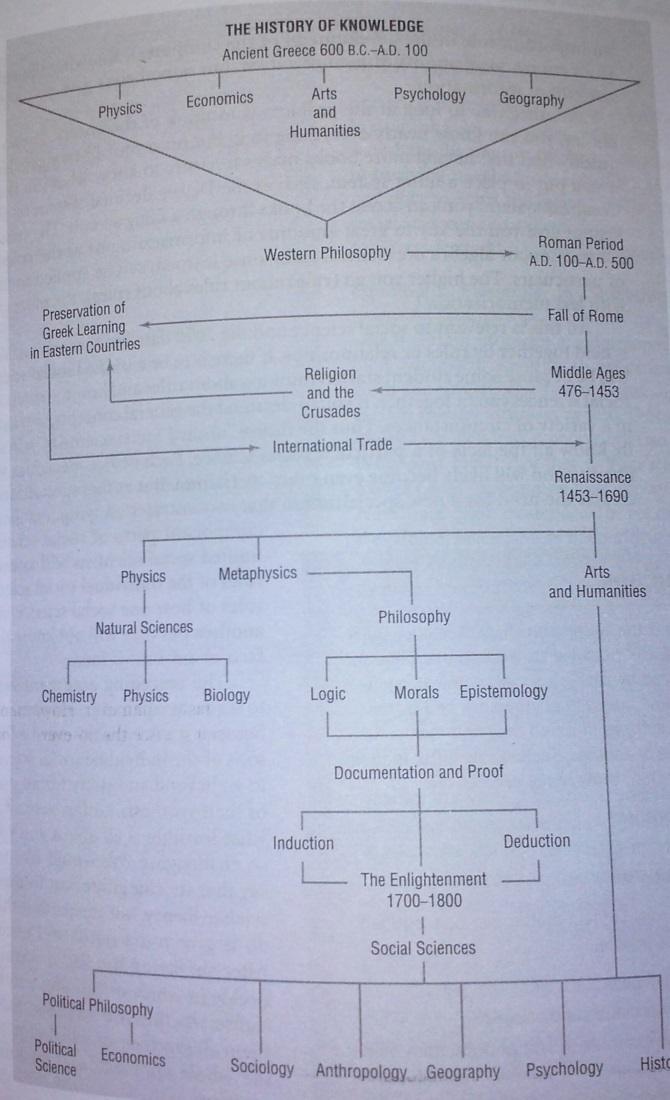 THE HISTORY OF KNOWLEDGE
Ancient Greece 600 B.C.–A.D. 100
Physics
Economics
Arts
and
Humanities
Psychology
Geography
Western Philosophy
Roman Period
A.D. 100–A.D. 500
Preservation of
Greek Learning
in Eastern Countries
Fall of Rome
Religion
and the
Crusades
Middle Ages
476–1453
International Trade
Renaissance
1453–1690
Physics
Metaphysics
Arts
and Humanities
Natural Sciences
Philosophy
Chemistry
Physics
Biology
Logic
Morals
Epistemology
Documentation and Proof
Induction
Deduction
The Enlightenment
1700–1800
Social Sciences
Political Philosophy
Political
Science
Economics
Sociology
Anthropology
Geography
Psychology
Histo